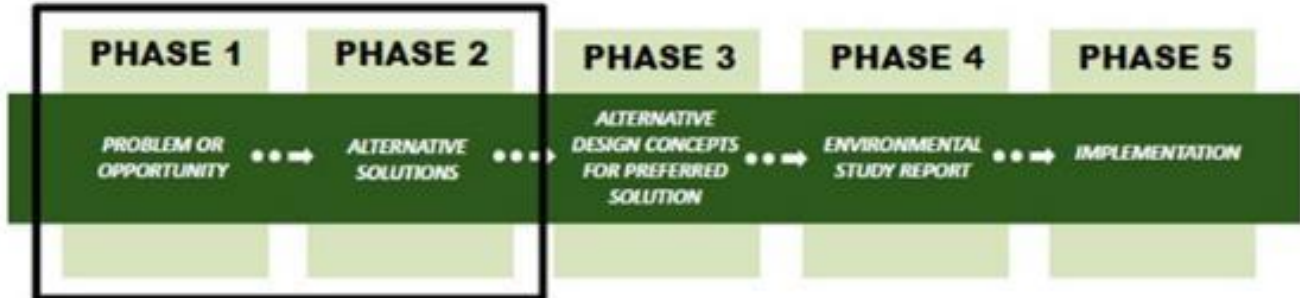 PHASE 1
PROBLEM OR
OPPORTUNITY
PHASE 2
ALTERNATIVE
SOLUTIONS
PHASE 3
ALTERNATIVE
DESIGN CONCEPTS
FOR PREFERRED
SOLUTION
PHASE 4
ENVIRONMENTAL
STUDY REPORT
PHASE 5
IMPLEMENTATION